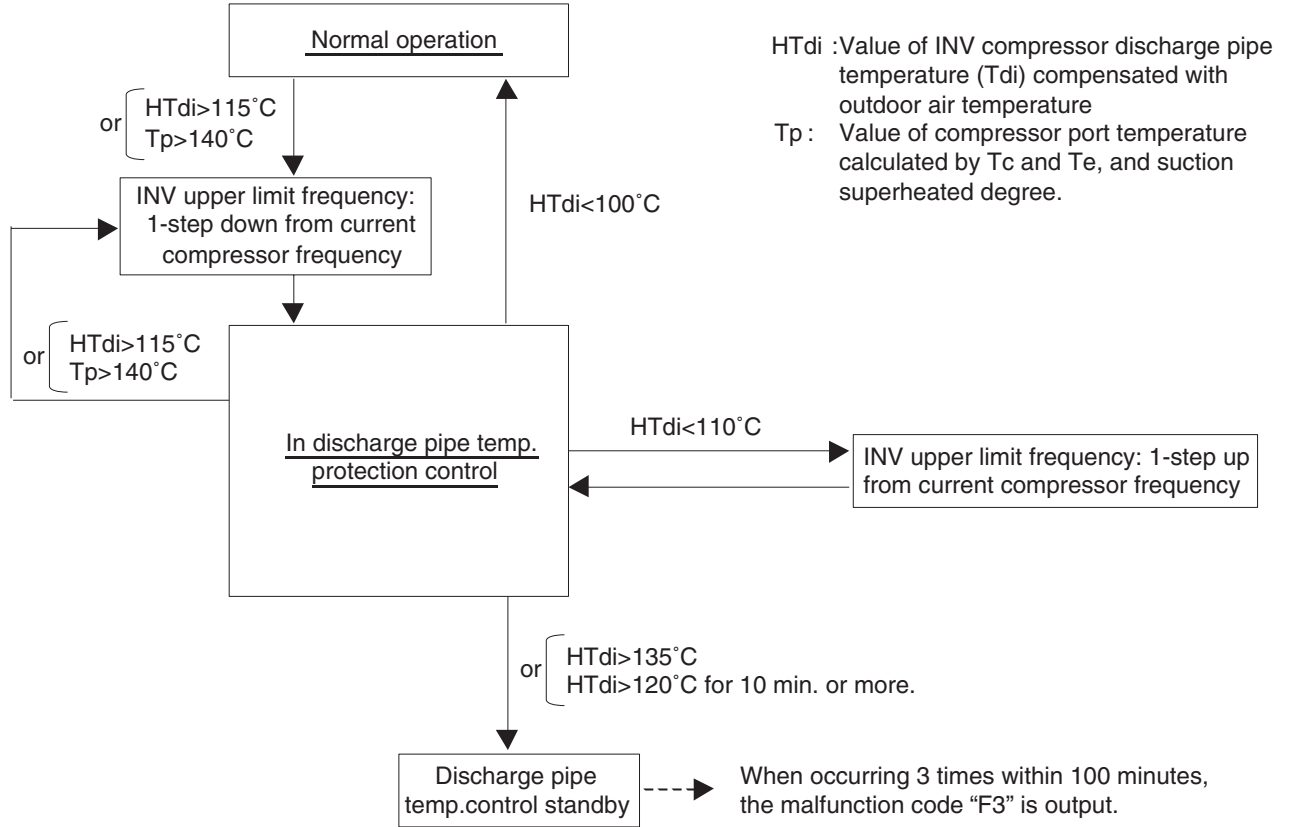 Normal operation
or
HTdi>115˚C
Tp>140˚C
HTdi :Value of INV compressor discharge pipe
temperature (Tdi) compensated with
outdoor air temperature
Tp : Value of compressor port temperature
calculated by Tc and Te, and suction
superheated degree.
INV upper limit frequency:
1-step down from current
compressor frequency
HTdi<100˚C
or
HTdi>115˚C
Tp>140˚C
In discharge pipe temp.
protection control
HTdi<110˚C
INV upper limit frequency: 1-step up
from current compressor frequency
or
HTdi>135˚C
HTdi>120˚C for 10 min. or more.
Discharge pipe
temp.control standby
When occurring 3 times within 100 minutes,
the malfunction code “F3” is output.